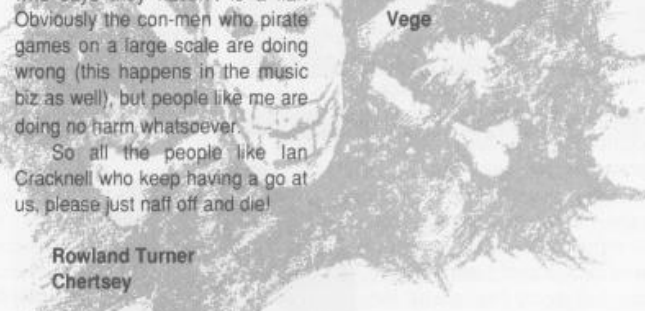 Obviously the con-men who pirate
games on a large scale are doing
wrong (this happens in the music
biz as well), but people like me are
doing no harm whatsoever.
So all the people like Ian
Cracknell who keep having a go at
us, please just naff off and die!
Rowland Turner
Chertsey
Vege